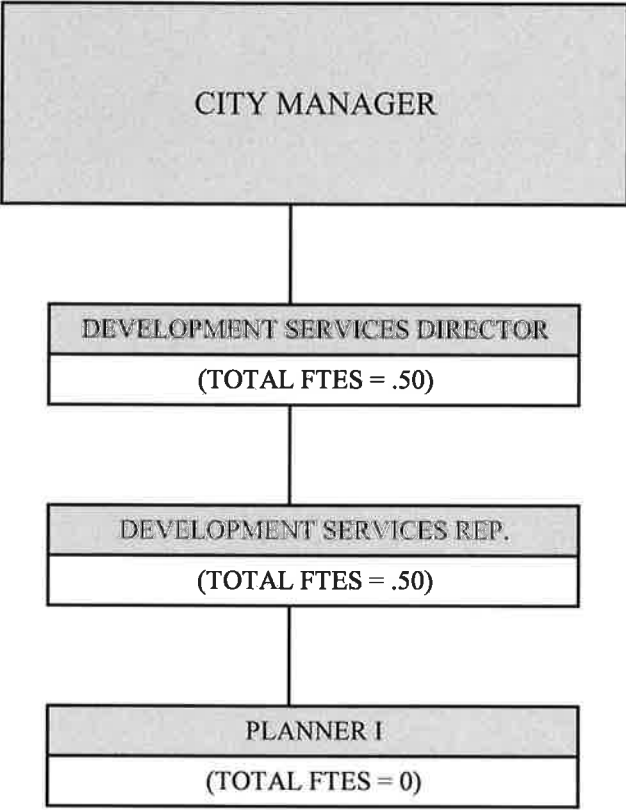 CITY MANAGER
DEVELOPMENT SERVICES DIRECTOR
(TOTAL FTES = .50)
DEVELOPMENT SERVICES REP.
(TOTAL FTES = .50)
PLANNER I
(TOTAL FTES = 0)